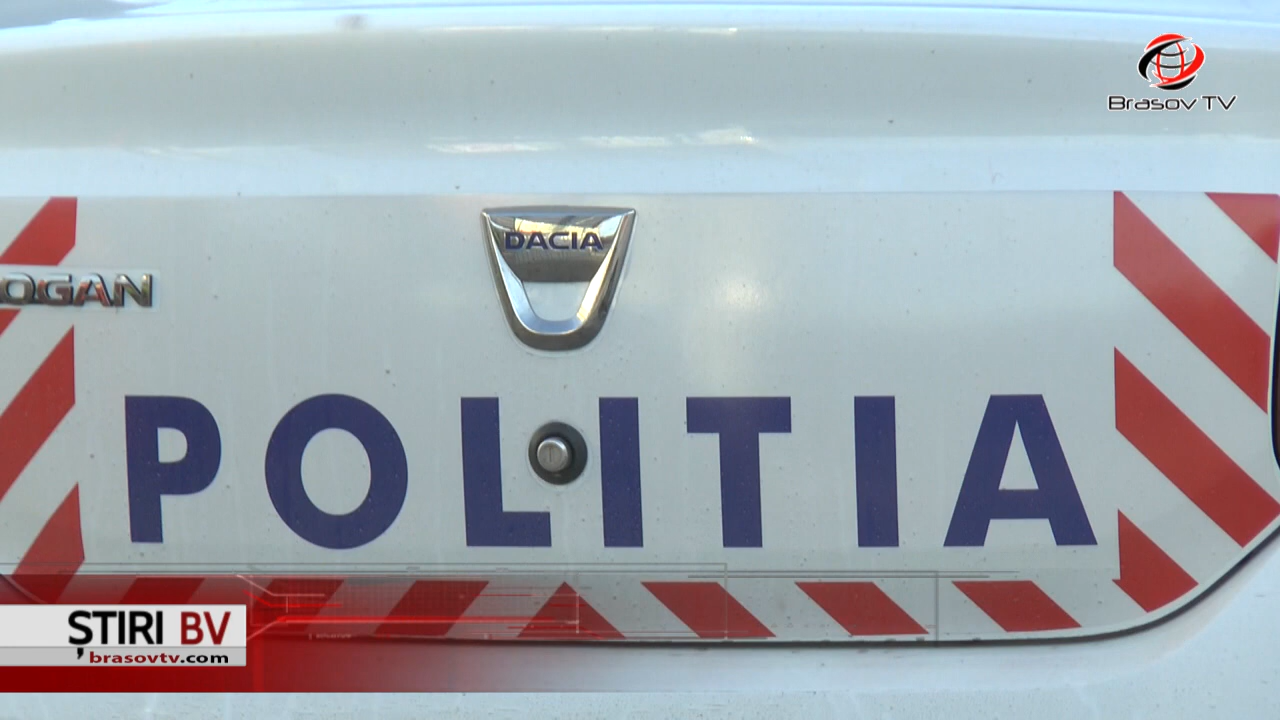 Brasov TV
DACIA
OGAN
POLITIA
ȘTIRI BV
brasovtv.com